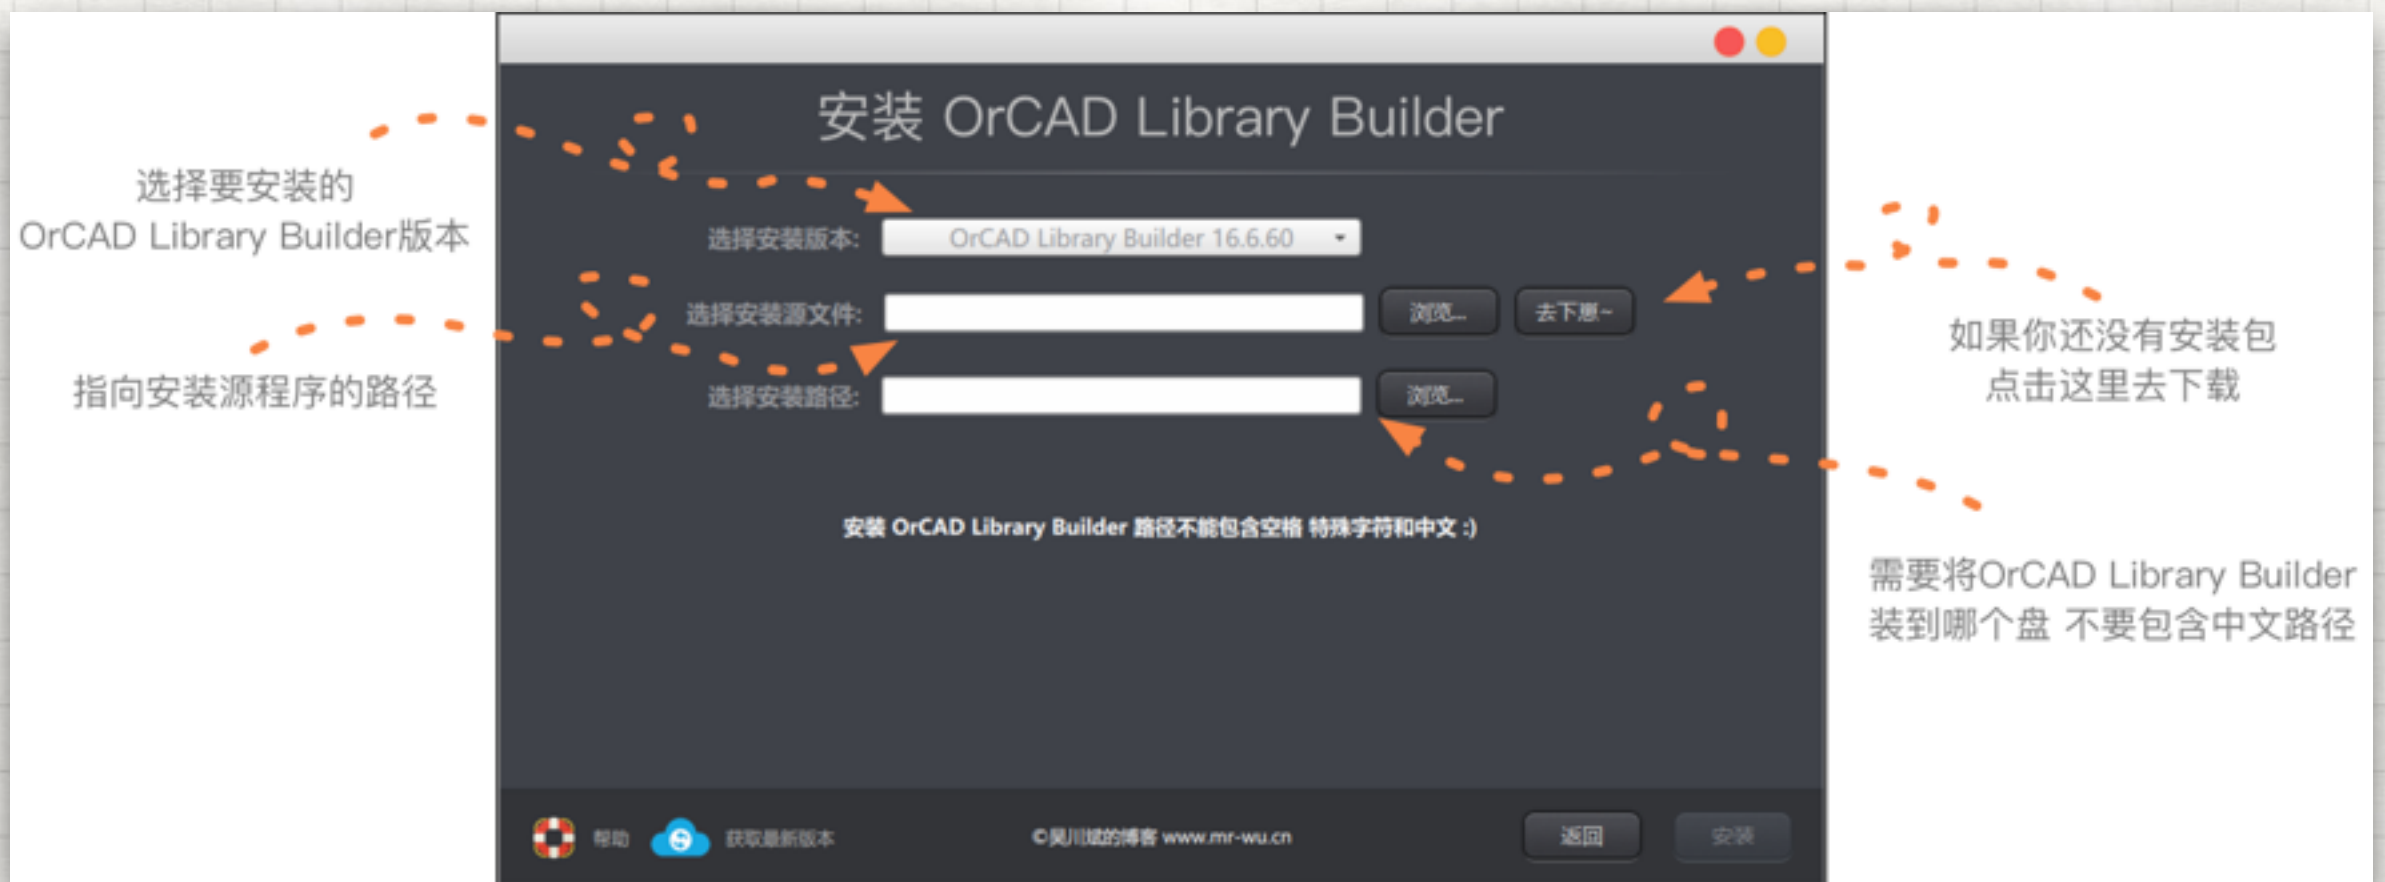 安装 OrCAD Library Builder
选择要安装的
OrCAD Library Builder版本
选择安装版本: OrCAD Library Builder 16.6.60
选择安装源文件: 浏览... 去下崽~
指向安装源程序的路径
如果你还没有安装包
点击这里去下载
选择安装路径: 浏览...
安装 OrCAD Library Builder 路径不能包含空格 特殊字符和中文 :)
需要将OrCAD Library Builder
装到哪个盘 不要包含中文路径
帮助 获取最新版本 ©吴川斌的博客 www.mr-wu.cn 返回 安装